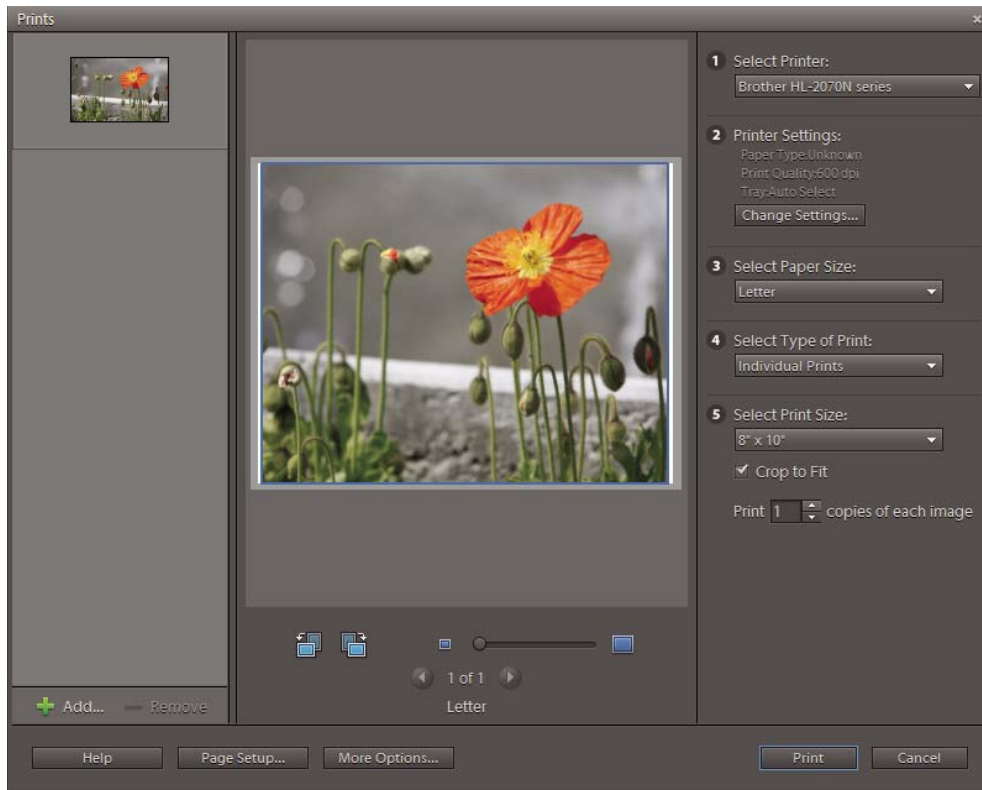 Prints
1 Select Printer:
Brother HL-2070N series
2 Printer Settings:
Paper Type:Unknown
Print Quality:600 dpi
Tray:Auto Select
Change Settings...
3 Select Paper Size:
Letter
4 Select Type of Print:
Individual Prints
5 Select Print Size:
8" x 10"
Crop to Fit
Print 1 copies of each image
1 of 1
Letter
Add... Remove
Help Page Setup... More Options... Print Cancel